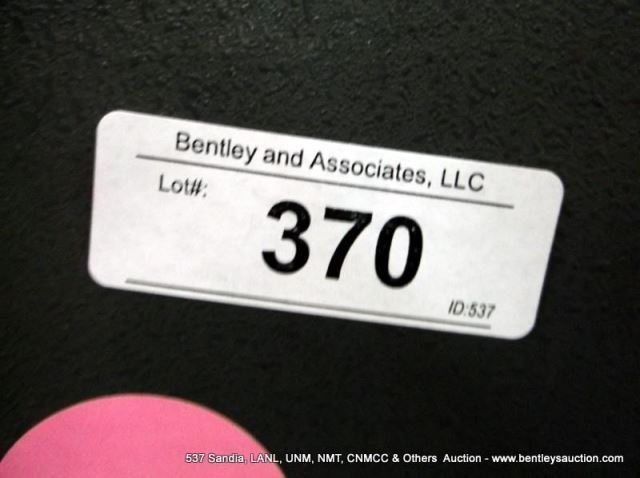 Bentley and Associates, LLC
Lot#:
370
ID:537
537 Sandia, LANL, UNM, NMT, CNMCC & Others Auction - www.bentleysauction.com